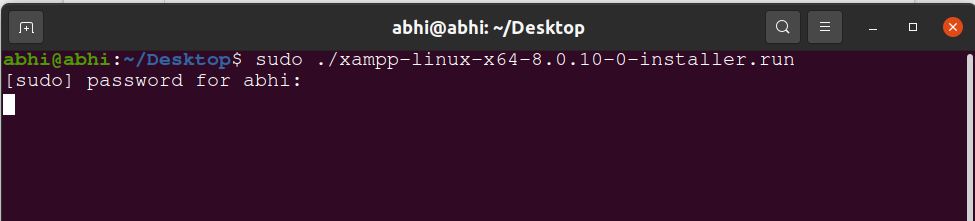 abhi@abhi: ~/Desktop
abhi@abhi:~/Desktop$ sudo ./xampp-linux-x64-8.0.10-0-installer.run
[sudo] password for abhi: